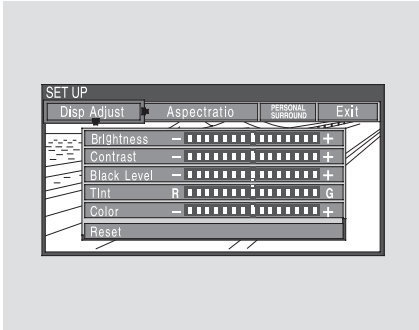 SET UP
Disp Adjust Aspectratio PERSONAL SURROUND Exit
Brightness – +
Contrast – +
Black Level – +
TInt R G
Color – +
Reset